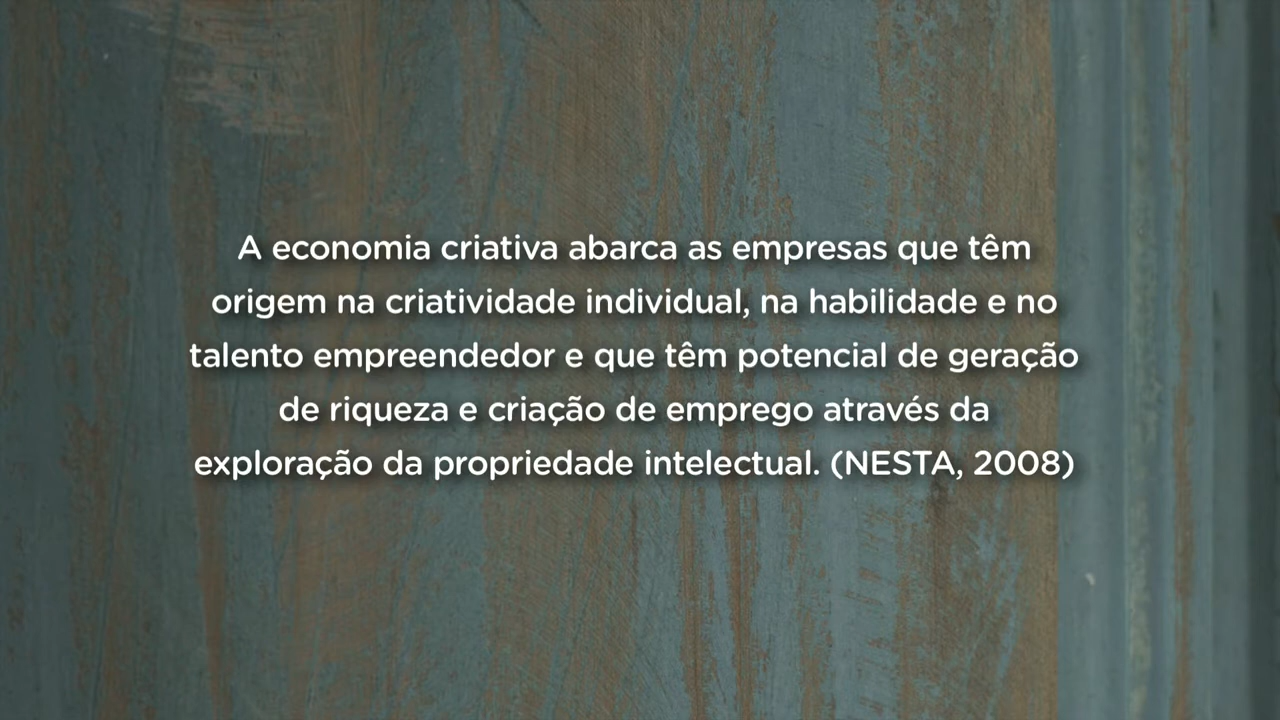 A economia criativa abarca as empresas que têm
origem na criatividade individual, na habilidade e no
talento empreendedor e que têm potencial de geração
de riqueza e criação de emprego através da
exploração da propriedade intelectual. (NESTA, 2008)